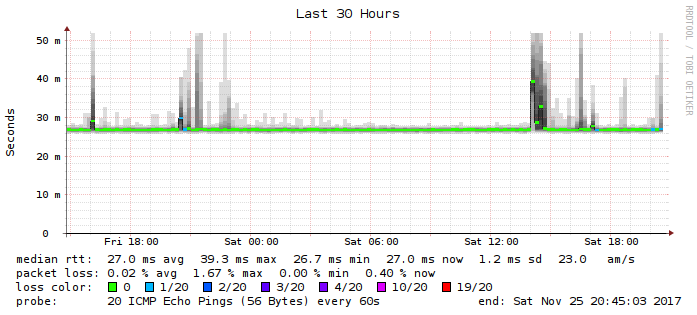 Last 30 Hours
RRDTOOL / TOBI OETIKER
Seconds
50 m
40 m
30 m
20 m
10 m
0
Fri 18:00 Sat 00:00 Sat 06:00 Sat 12:00 Sat 18:00
median rtt: 27.0 ms avg 39.3 ms max 26.7 ms min 27.0 ms now 1.2 ms sd 23.0 am/s
packet loss: 0.02 % avg 1.67 % max 0.00 % min 0.40 % now
loss color: 0 1/20 2/20 3/20 4/20 10/20 19/20
probe: 20 ICMP Echo Pings (56 Bytes) every 60s end: Sat Nov 25 20:45:03 2017